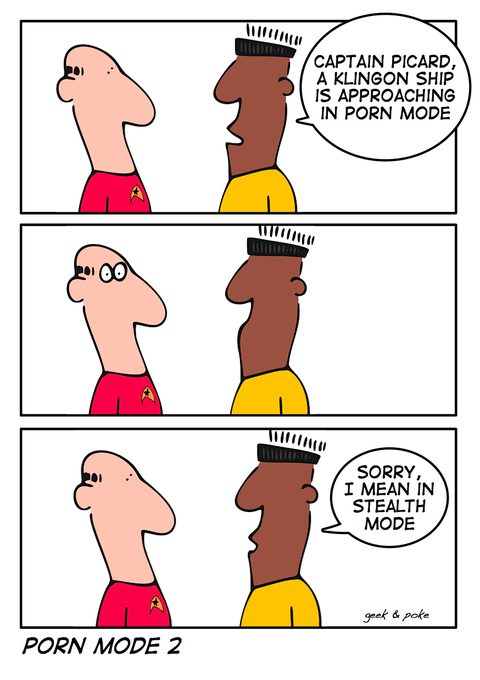 CAPTAIN PICARD,
A KLINGON SHIP
IS APPROACHING
IN PORN MODE
SORRY,
I MEAN IN
STEALTH
MODE
geek & poke
PORN MODE 2